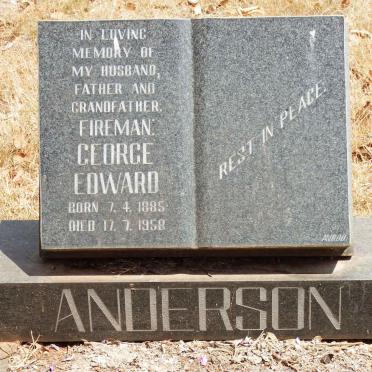 IN LOVING
MEMORY OF
MY HUSBAND,
FATHER AND
GRANDFATHER.
FIREMAN:
GEORGE
EDWARD
BORN 7. 4. 1885
DIED 17. 7. 1958
REST IN PEACE.
ANDERSON